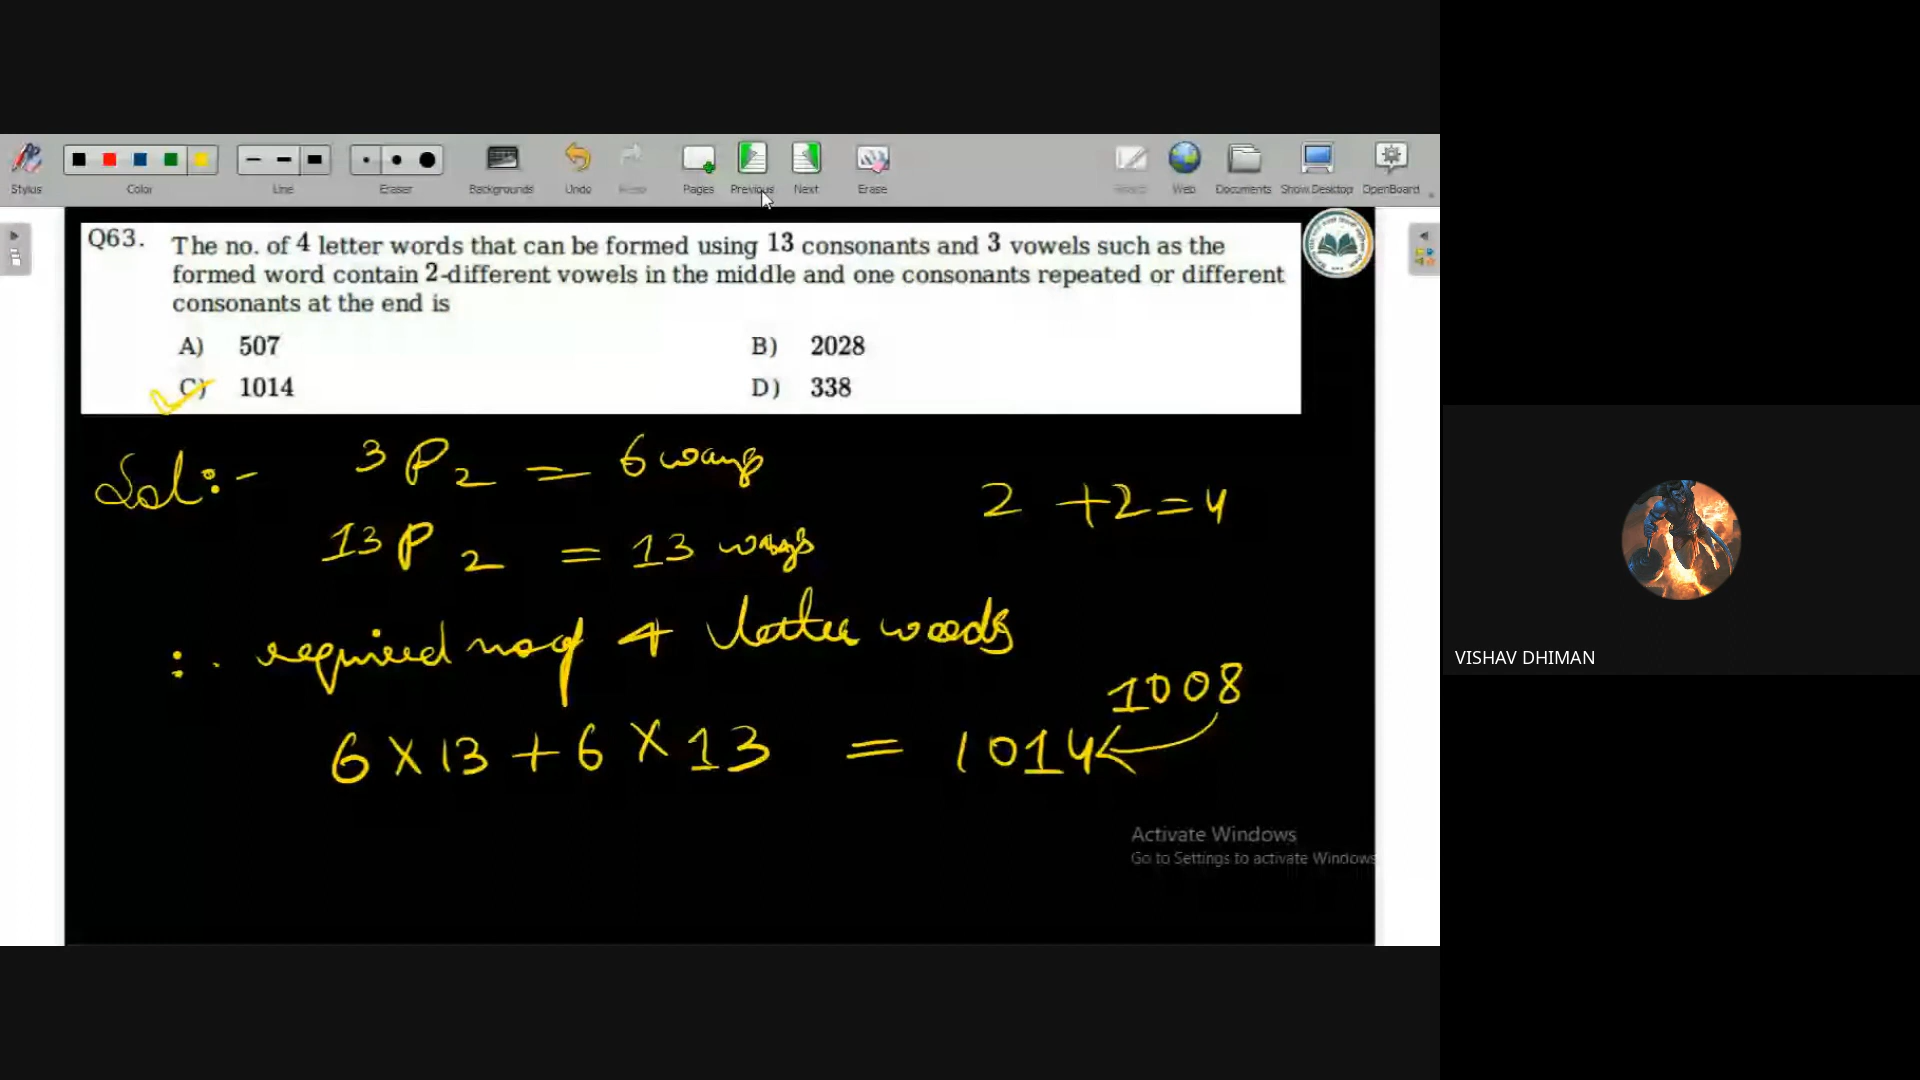 Stylus
Color
Line
Eraser
Backgrounds
Undo
Pages
Previous
Next
Erase
Web
Documents
Show Desktop
OpenBoard
Q63. The no. of 4 letter words that can be formed using 13 consonants and 3 vowels such as the
formed word contain 2-different vowels in the middle and one consonants repeated or different
consonants at the end is
A) 507 B) 2028
C) 1014 D) 338
Sol:- 3P2 = 6 ways
2 + 2 = 4
13P2 = 13 ways
∴ required no of 4 letter words
1008
6 × 13 + 6 × 13 = 1014
Activate Windows
Go to Settings to activate Windows
VISHAV DHIMAN